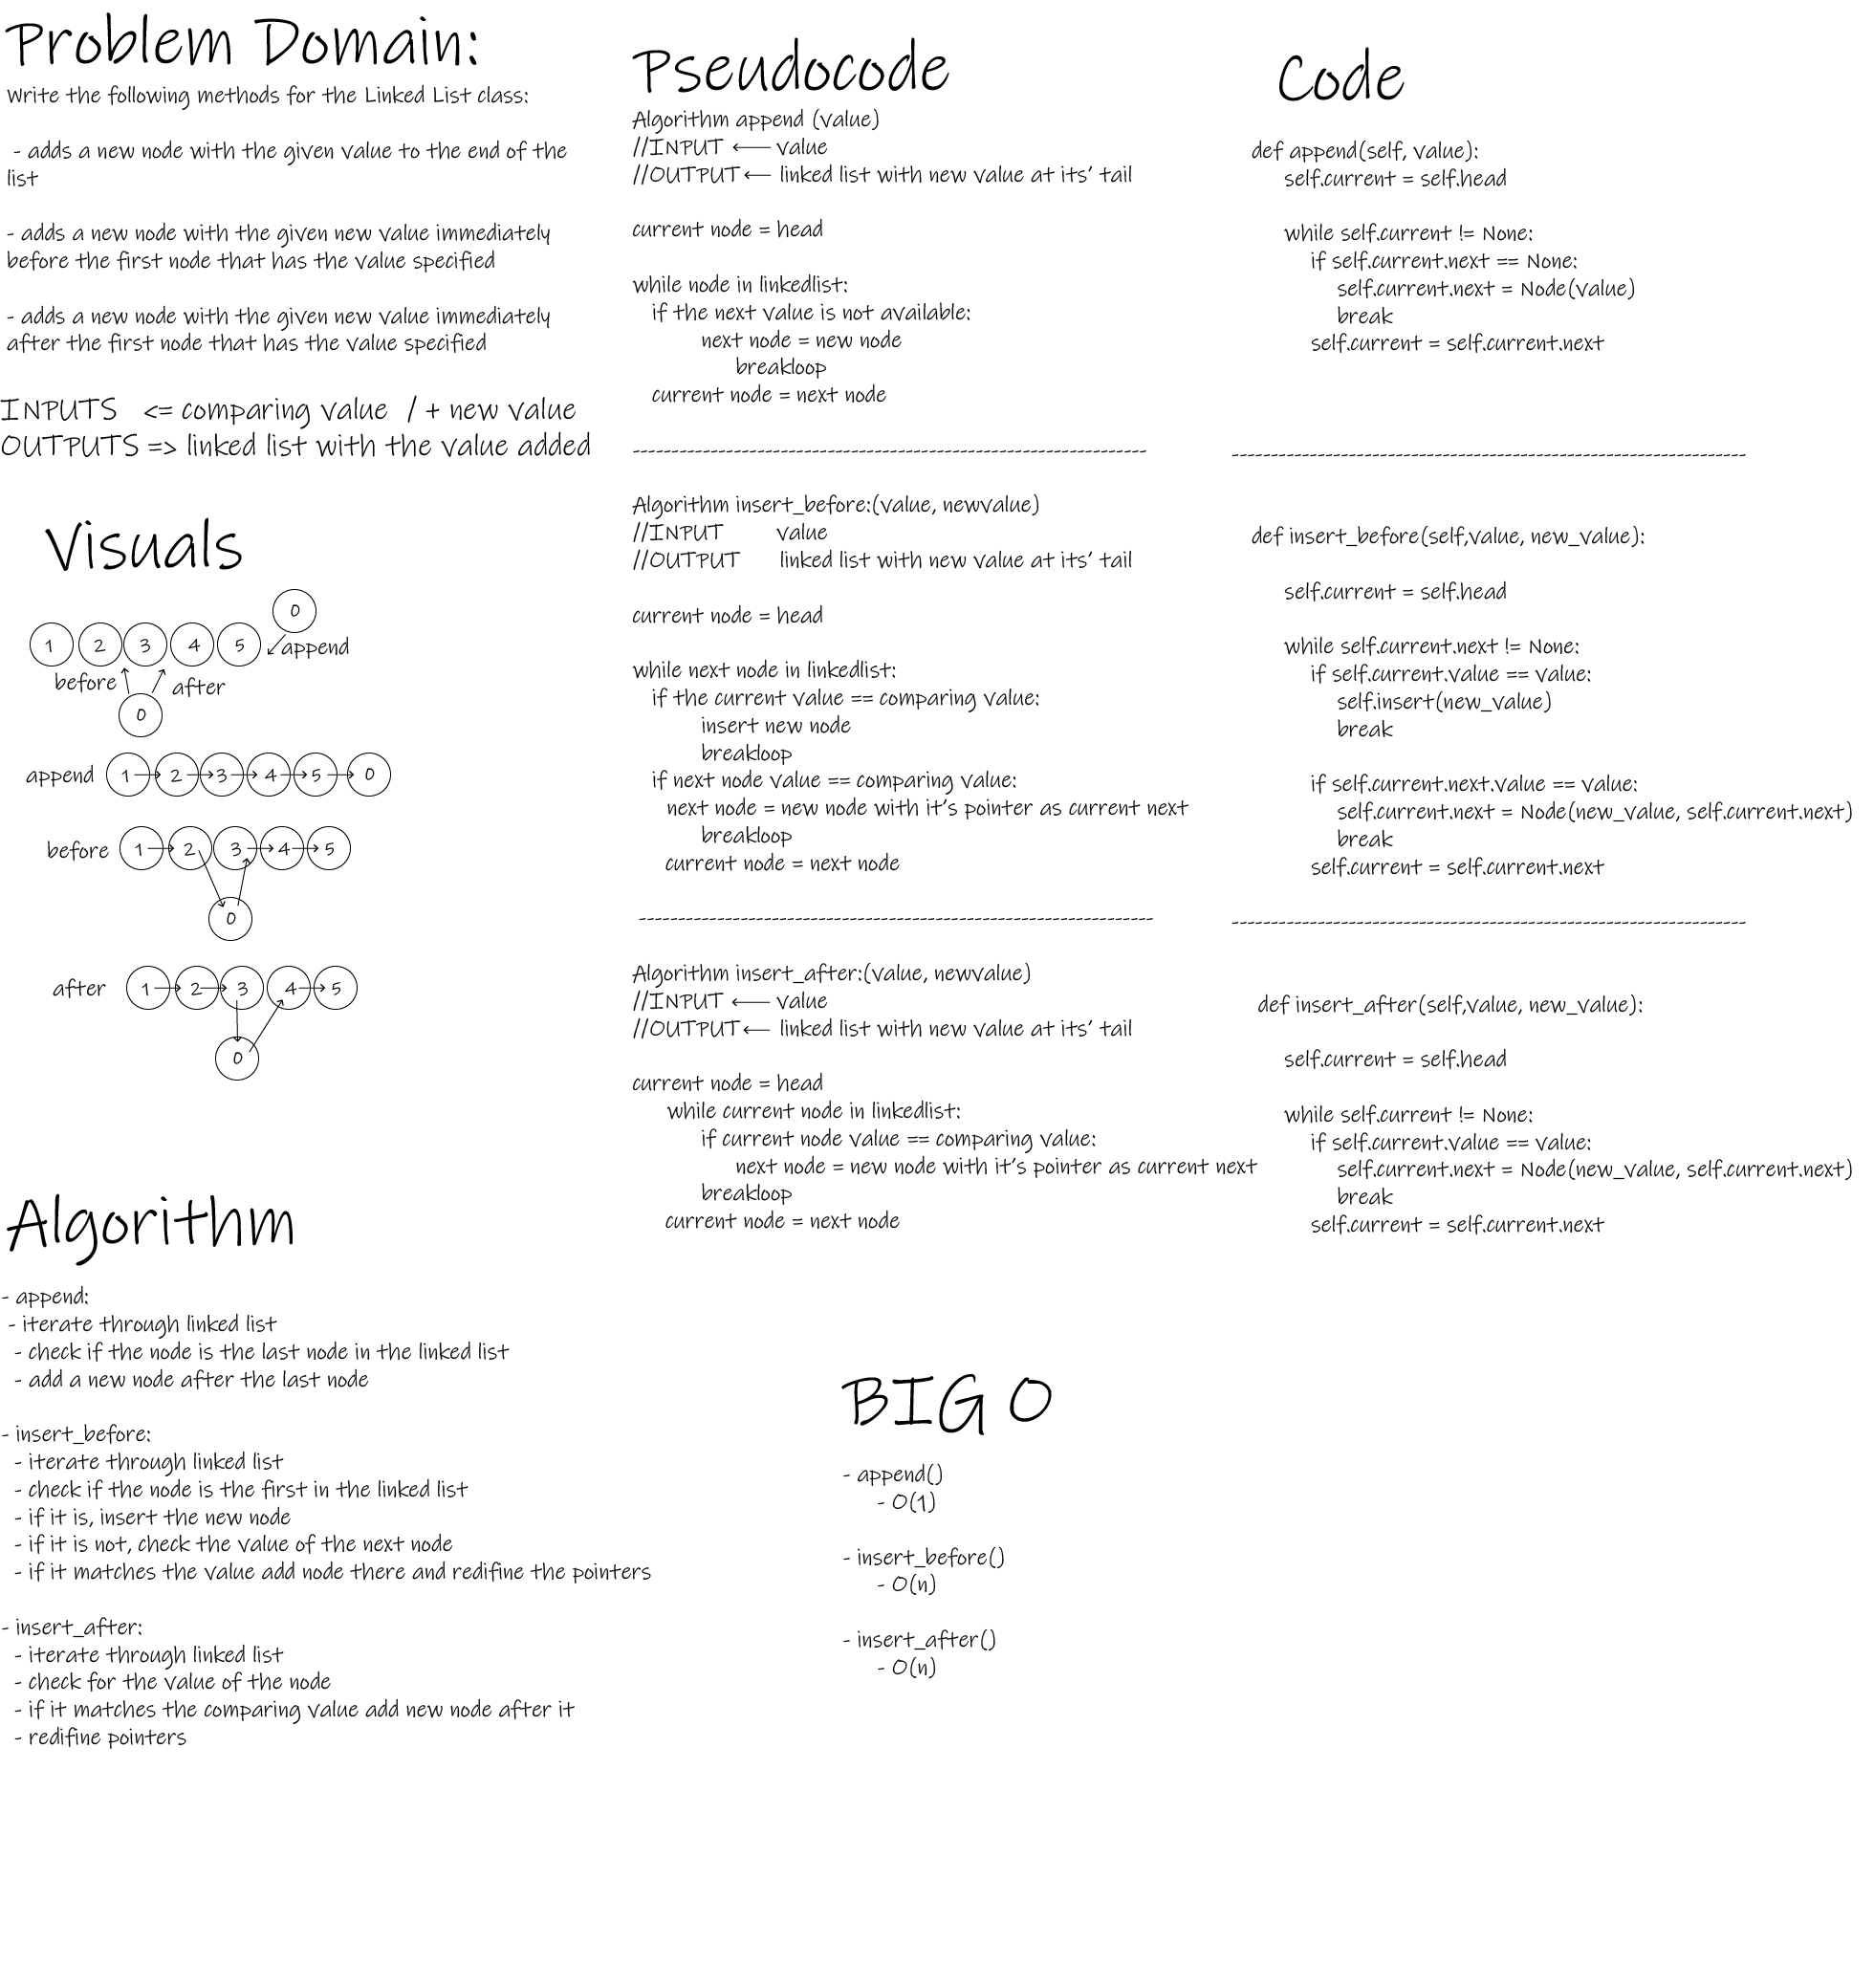 Problem Domain:
Write the following methods for the Linked List class:
- adds a new node with the given value to the end of the
list
- adds a new node with the given new value immediately
before the first node that has the value specified
- adds a new node with the given new value immediately
after the first node that has the value specified
INPUTS <= comparing value / + new value
OUTPUTS => linked list with the value added
Visuals
0
1 2 3 4 5 append
before after
0
append 1 2 3 4 5 0
before 1 2 3 4 5
0
after 1 2 3 4 5
0
Algorithm
- append:
- iterate through linked list
- check if the node is the last node in the linked list
- add a new node after the last node
- insert_before:
- iterate through linked list
- check if the node is the first in the linked list
- if it is, insert the new node
- if it is not, check the value of the next node
- if it matches the value add node there and redifine the pointers
- insert_after:
- iterate through linked list
- check for the value of the node
- if it matches the comparing value add new node after it
- redifine pointers
Pseudocode
Algorithm append (value)
//INPUT ⟵ value
//OUTPUT ⟵ linked list with new value at its' tail
current node = head
while node in linkedlist:
if the next value is not available:
next node = new node
breakloop
current node = next node
----------------------------------------------------------------
Algorithm insert_before:(value, newvalue)
//INPUT value
//OUTPUT linked list with new value at its' tail
current node = head
while next node in linkedlist:
if the current value == comparing value:
insert new node
breakloop
if next node value == comparing value:
next node = new node with it's pointer as current next
breakloop
current node = next node
----------------------------------------------------------------
Algorithm insert_after:(value, newvalue)
//INPUT ⟵ value
//OUTPUT ⟵ linked list with new value at its' tail
current node = head
while current node in linkedlist:
if current node value == comparing value:
next node = new node with it's pointer as current next
breakloop
current node = next node
Code
def append(self, value):
self.current = self.head
while self.current != None:
if self.current.next == None:
self.current.next = Node(value)
break
self.current = self.current.next
----------------------------------------------------------------
def insert_before(self,value, new_value):
self.current = self.head
while self.current.next != None:
if self.current.value == value:
self.insert(new_value)
break
if self.current.next.value == value:
self.current.next = Node(new_value, self.current.next)
break
self.current = self.current.next
----------------------------------------------------------------
def insert_after(self,value, new_value):
self.current = self.head
while self.current != None:
if self.current.value == value:
self.current.next = Node(new_value, self.current.next)
break
self.current = self.current.next
BIG O
- append()
- O(1)
- insert_before()
- O(n)
- insert_after()
- O(n)